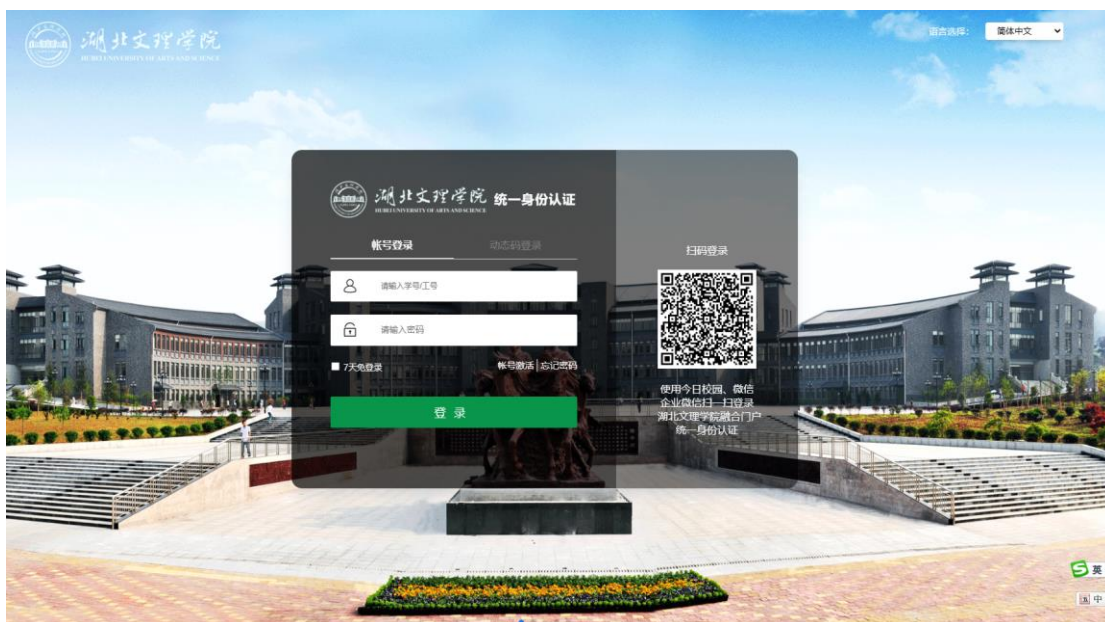 湖北文理学院
HUBEI UNIVERSITY OF ARTS AND SCIENCE
语言选择： 简体中文
湖北文理学院 统一身份认证
HUBEI UNIVERSITY OF ARTS AND SCIENCE
帐号登录 动态码登录
请输入学号/工号
请输入密码
7天免登录 帐号激活 | 忘记密码
登 录
扫码登录
使用今日校园、微信
企业微信扫一扫登录
湖北文理学院融合门户
统一身份认证
英
中